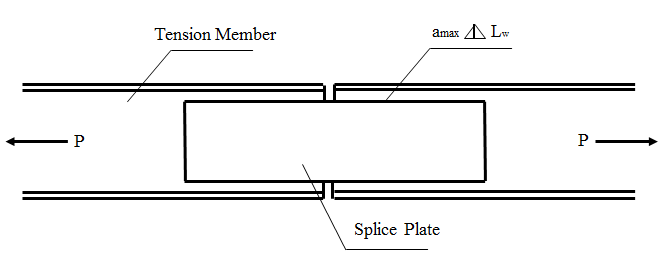 Tension Member
amax Lw
P
P
Splice Plate